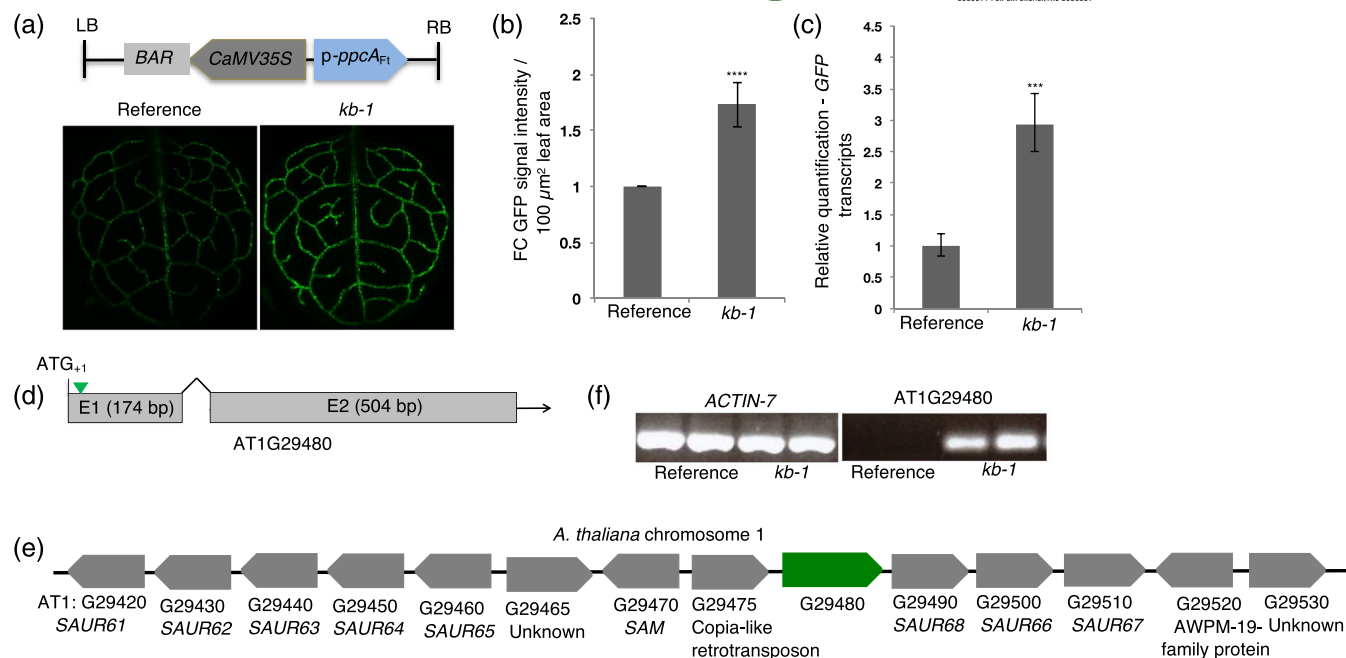 (a)
LB
RB
BAR
CaMV35S
p-ppcAFt
Reference
kb-1
(b)
FC GFP signal intensity /
100 µm2 leaf area
2.5
2
1.5
1
0.5
0
****
Reference
kb-1
(c)
Relative quantification - GFP
transcripts
4.5
4
3.5
3
2.5
2
1.5
1
0.5
0
***
Reference
kb-1
(d)
ATG+1
E1 (174 bp)
E2 (504 bp)
AT1G29480
(f)
ACTIN-7
AT1G29480
Reference
kb-1
Reference
kb-1
(e)
A. thaliana chromosome 1
AT1: G29420
SAUR61
G29430
SAUR62
G29440
SAUR63
G29450
SAUR64
G29460
SAUR65
G29465
Unknown
G29470
SAM
G29475
Copia-like
retrotransposon
G29480
G29490
SAUR68
G29500
SAUR66
G29510
SAUR67
G29520
AWPM-19-
family protein
G29530
Unknown